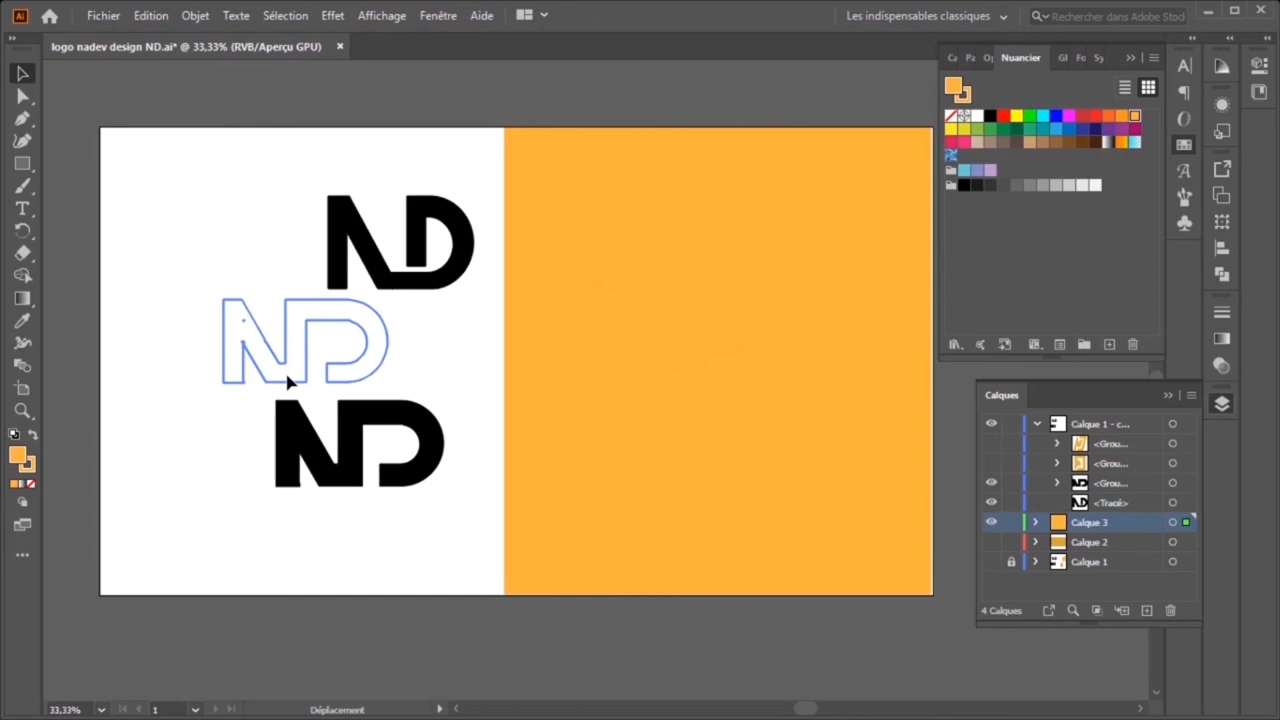 Ai
Fichier Edition Objet Texte Sélection Effet Affichage Fenêtre Aide
Les indispensables classiques
Rechercher dans Adobe Stock
logo nadev design ND.ai* @ 33,33% (RVB/Aperçu GPU)
Nuancier
ND
ND
ND
Calques
Calque 1 - c...
<Grou...
<Grou...
<Grou...
<Tracé>
Calque 3
Calque 2
Calque 1
4 Calques
33,33%
1
Déplacement